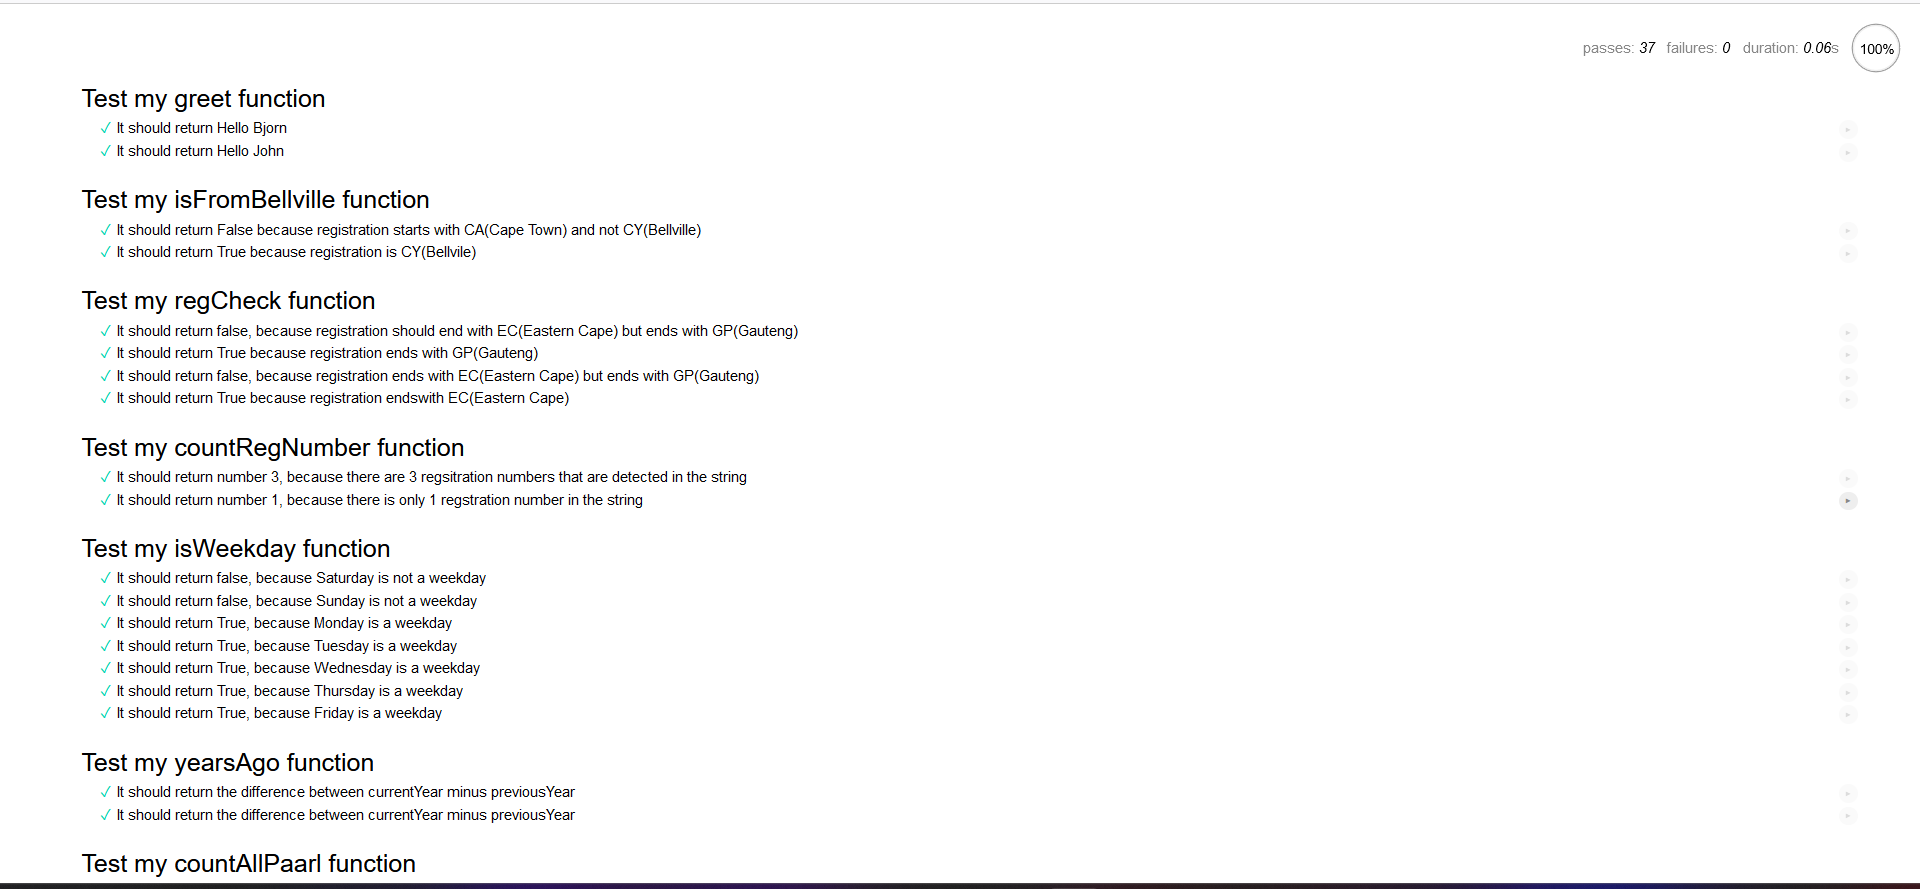 passes: 37 failures: 0 duration: 0.06s 100%
Test my greet function
✓ It should return Hello Bjorn
✓ It should return Hello John
Test my isFromBellville function
✓ It should return False because registration starts with CA(Cape Town) and not CY(Bellville)
✓ It should return True because registration is CY(Bellvile)
Test my regCheck function
✓ It should return false, because registration should end with EC(Eastern Cape) but ends with GP(Gauteng)
✓ It should return True because registration ends with GP(Gauteng)
✓ It should return false, because registration ends with EC(Eastern Cape) but ends with GP(Gauteng)
✓ It should return True because registration endswith EC(Eastern Cape)
Test my countRegNumber function
✓ It should return number 3, because there are 3 regsitration numbers that are detected in the string
✓ It should return number 1, because there is only 1 regstration number in the string
Test my isWeekday function
✓ It should return false, because Saturday is not a weekday
✓ It should return false, because Sunday is not a weekday
✓ It should return True, because Monday is a weekday
✓ It should return True, because Tuesday is a weekday
✓ It should return True, because Wednesday is a weekday
✓ It should return True, because Thursday is a weekday
✓ It should return True, because Friday is a weekday
Test my yearsAgo function
✓ It should return the difference between currentYear minus previousYear
✓ It should return the difference between currentYear minus previousYear
Test my countAllPaarl function